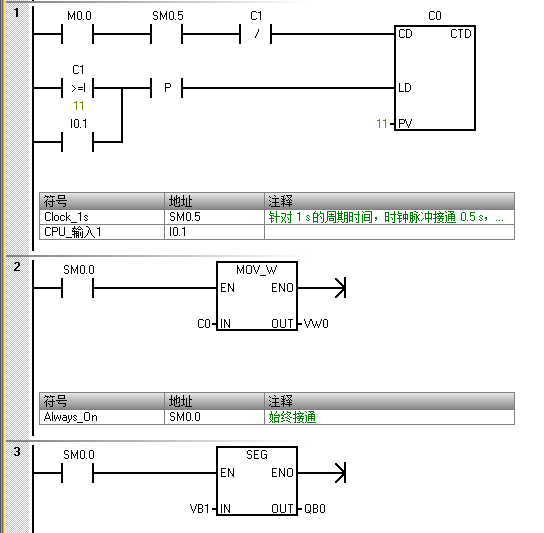 1
M0.0 SM0.5 C1 C0
/ CD CTD
C1
>=I P LD
11
I0.1 11 PV
符号 地址 注释
Clock_1s SM0.5 针对 1 s 的周期时间，时钟脉冲接通 0.5 s，...
CPU_输入1 I0.1
2
SM0.0 MOV_W
EN ENO
C0 IN OUT VW0
符号 地址 注释
Always_On SM0.0 始终接通
3
SM0.0 SEG
EN ENO
VB1 IN OUT QB0